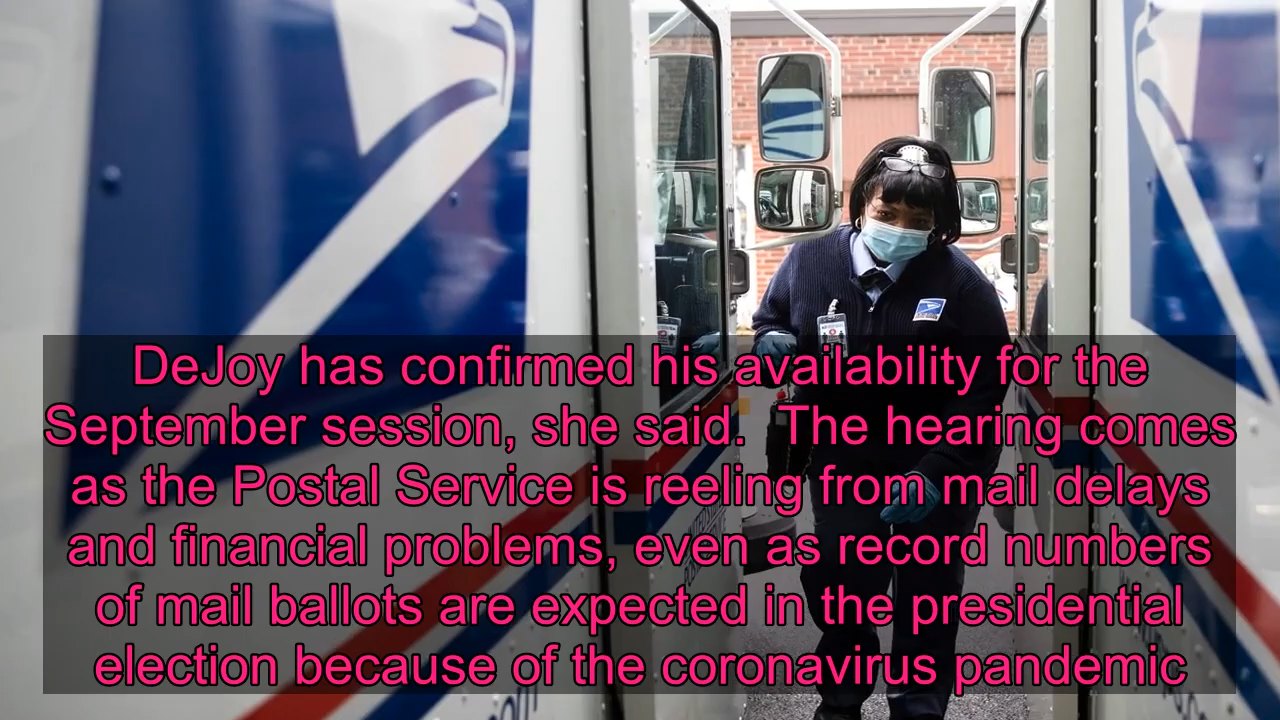 DeJoy has confirmed his availability for the
September session, she said.  The hearing comes
as the Postal Service is reeling from mail delays
and financial problems, even as record numbers
of mail ballots are expected in the presidential
election because of the coronavirus pandemic